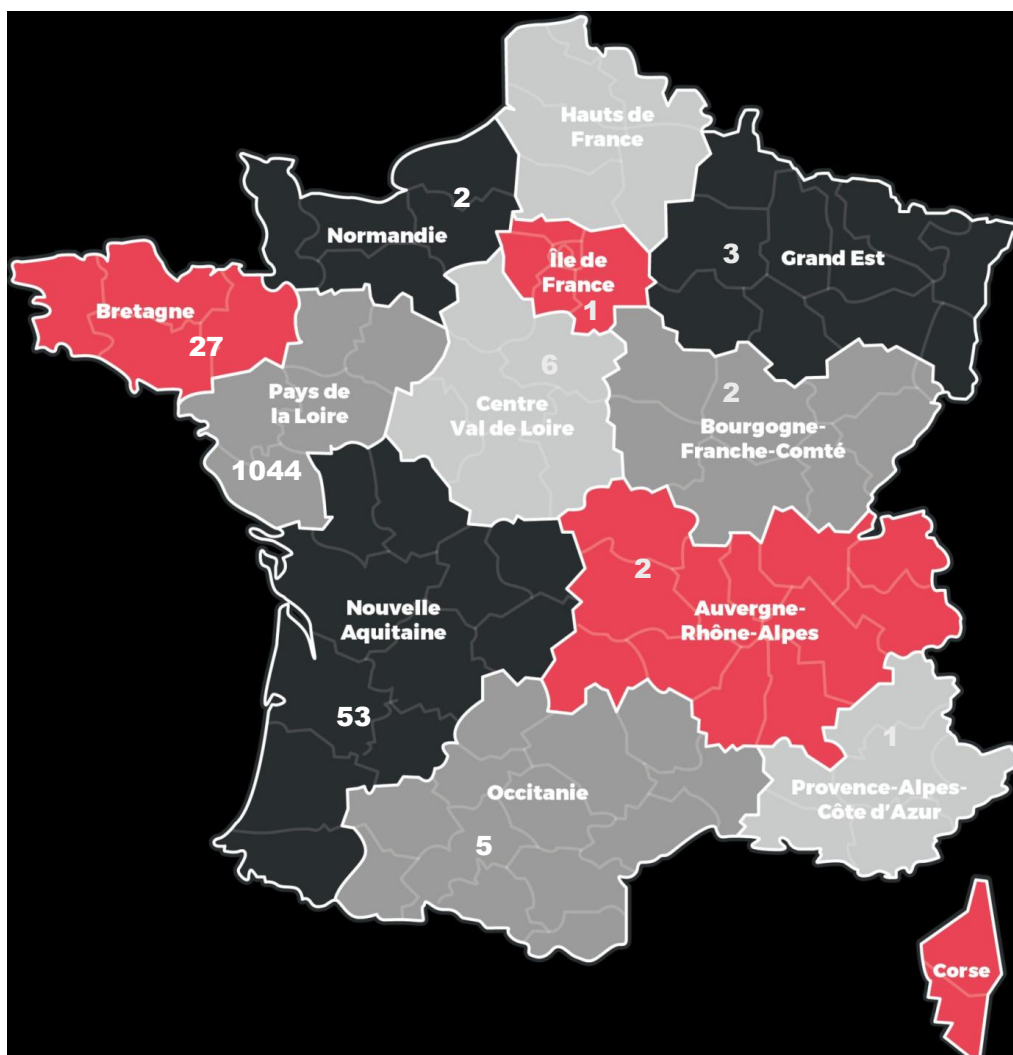 Hauts de
France
2
Normandie
Île de
France
1
3
Grand Est
Bretagne
27
Pays de
la Loire
1044
6
Centre
Val de Loire
2
Bourgogne-
Franche-Comté
2
Auvergne-
Rhône-Alpes
Nouvelle
Aquitaine
53
1
Provence-Alpes-
Côte d'Azur
Occitanie
5
Corse